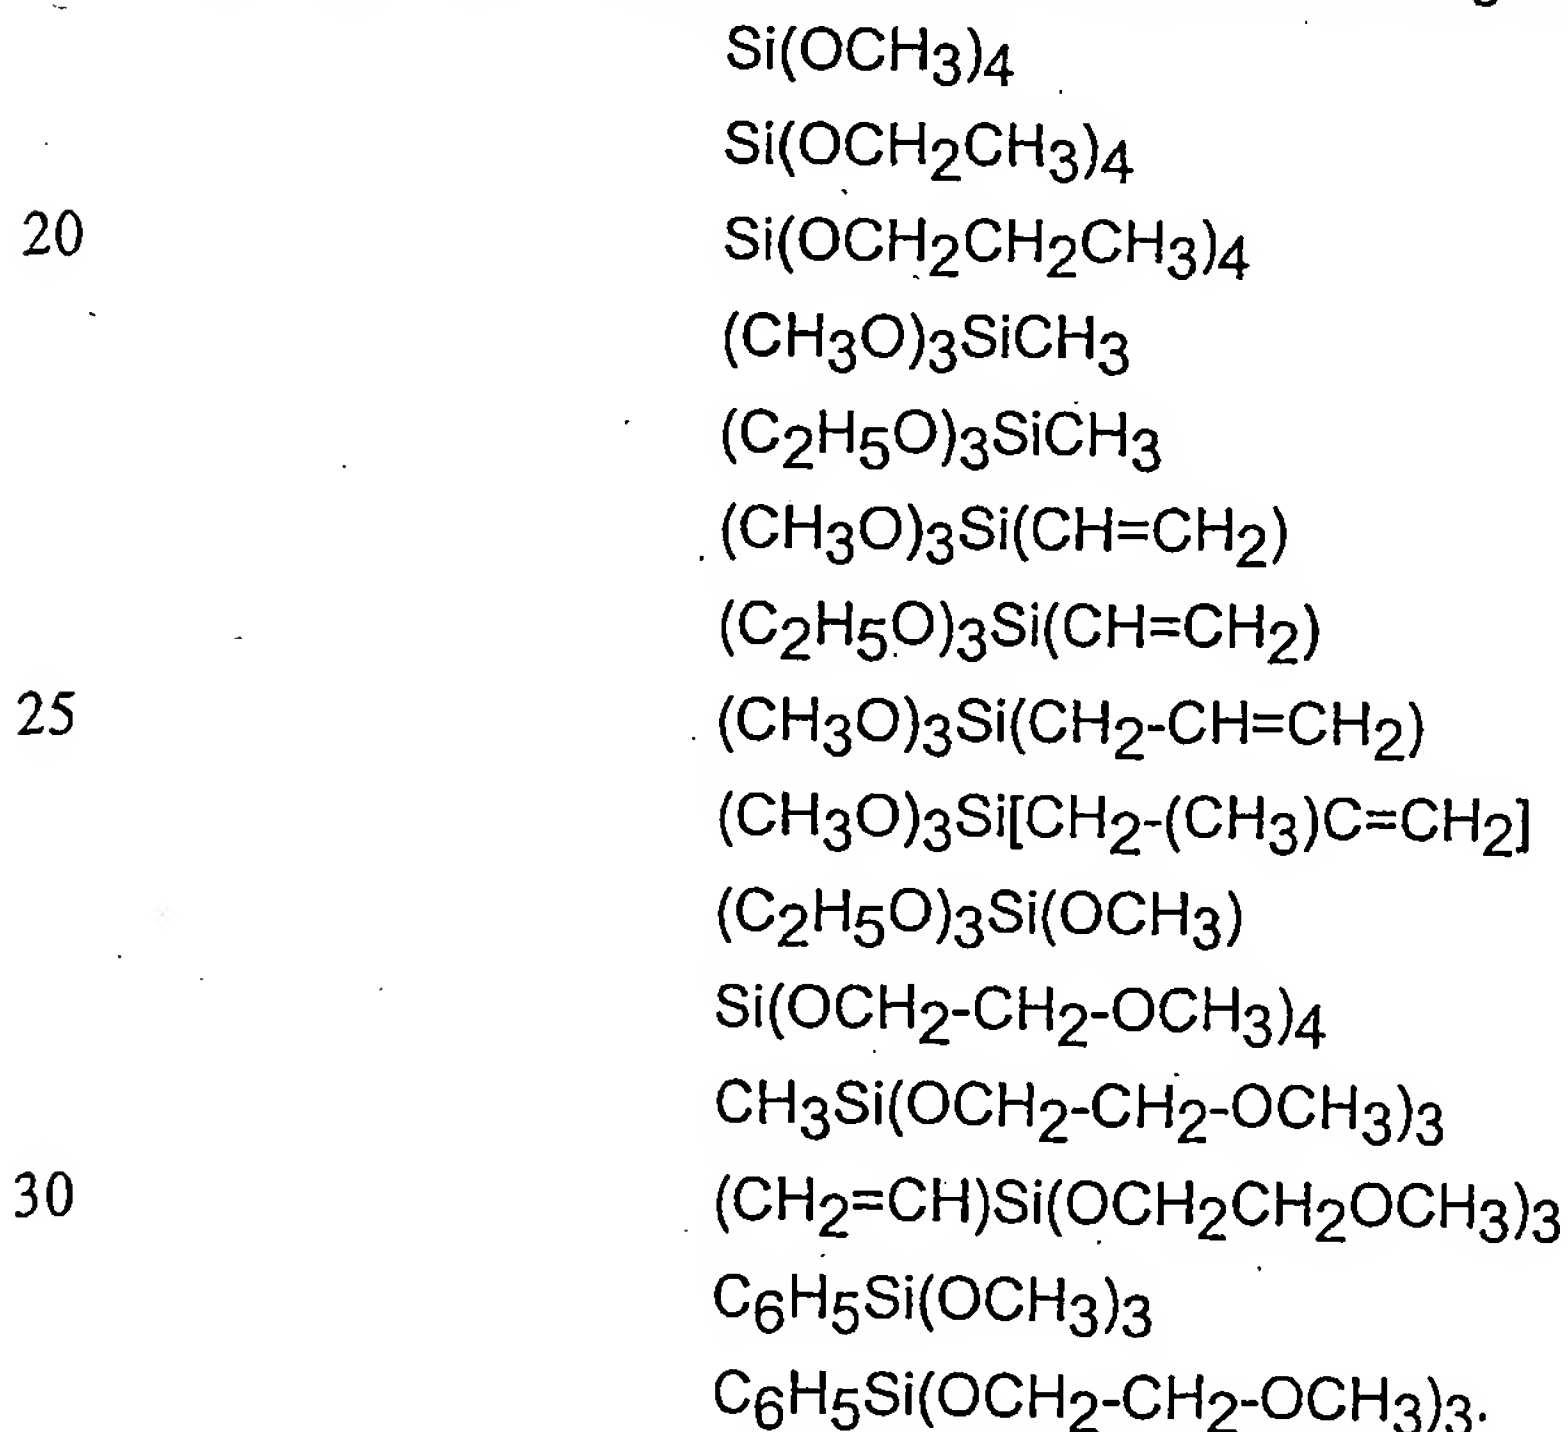 Si(OCH3)4
Si(OCH2CH3)4
20 Si(OCH2CH2CH3)4
(CH3O)3SiCH3
(C2H5O)3SiCH3
(CH3O)3Si(CH=CH2)
(C2H5O)3Si(CH=CH2)
25 (CH3O)3Si(CH2-CH=CH2)
(CH3O)3Si[CH2-(CH3)C=CH2]
(C2H5O)3Si(OCH3)
Si(OCH2-CH2-OCH3)4
CH3Si(OCH2-CH2-OCH3)3
30 (CH2=CH)Si(OCH2CH2OCH3)3
C6H5Si(OCH3)3
C6H5Si(OCH2-CH2-OCH3)3.